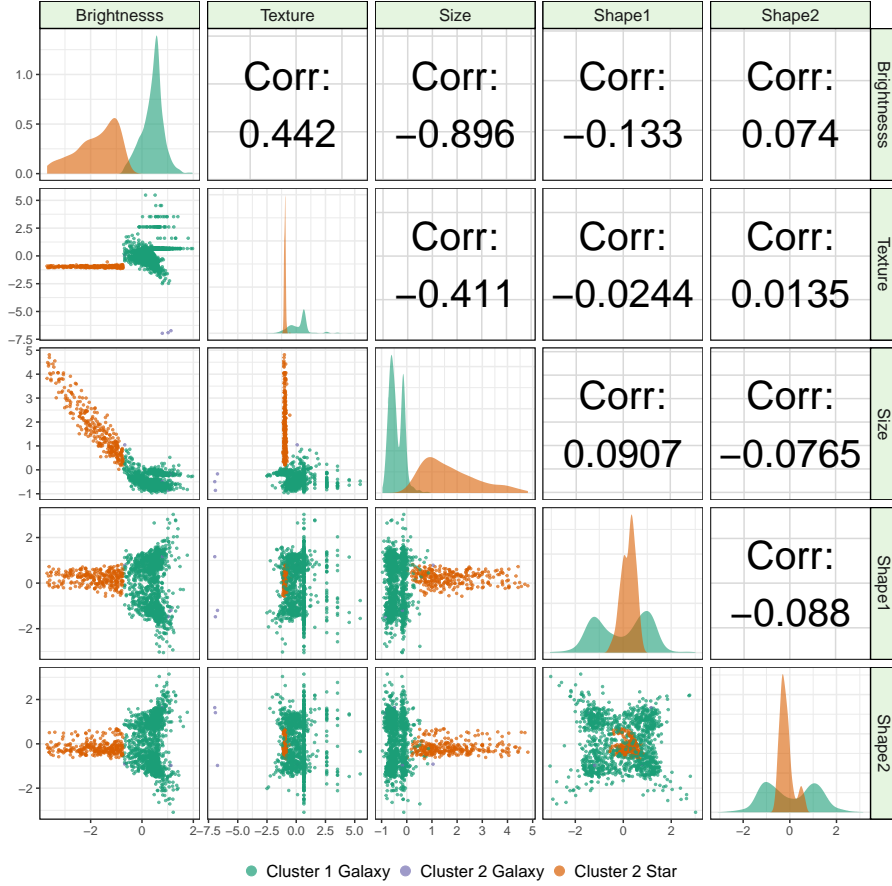 Brightnesss Texture Size Shape1 Shape2
1.0
0.5
0.0
Corr:
0.442
Corr:
−0.896
Corr:
−0.133
Corr:
0.074
Brightnesss
5.0
2.5
0.0
−2.5
−5.0
−7.5
Corr:
−0.411
Corr:
−0.0244
Corr:
0.0135
Texture
5
4
3
2
1
0
−1
Corr:
0.0907
Corr:
−0.0765
Size
2
0
−2
Corr:
−0.088
Shape1
2
0
−2
Shape2
−2 0 2 −7.5 −5.0 −2.5 0.0 2.5 5.0 −1 0 1 2 3 4 5 −2 0 2 −2 0 2
Cluster 1 Galaxy Cluster 2 Galaxy Cluster 2 Star